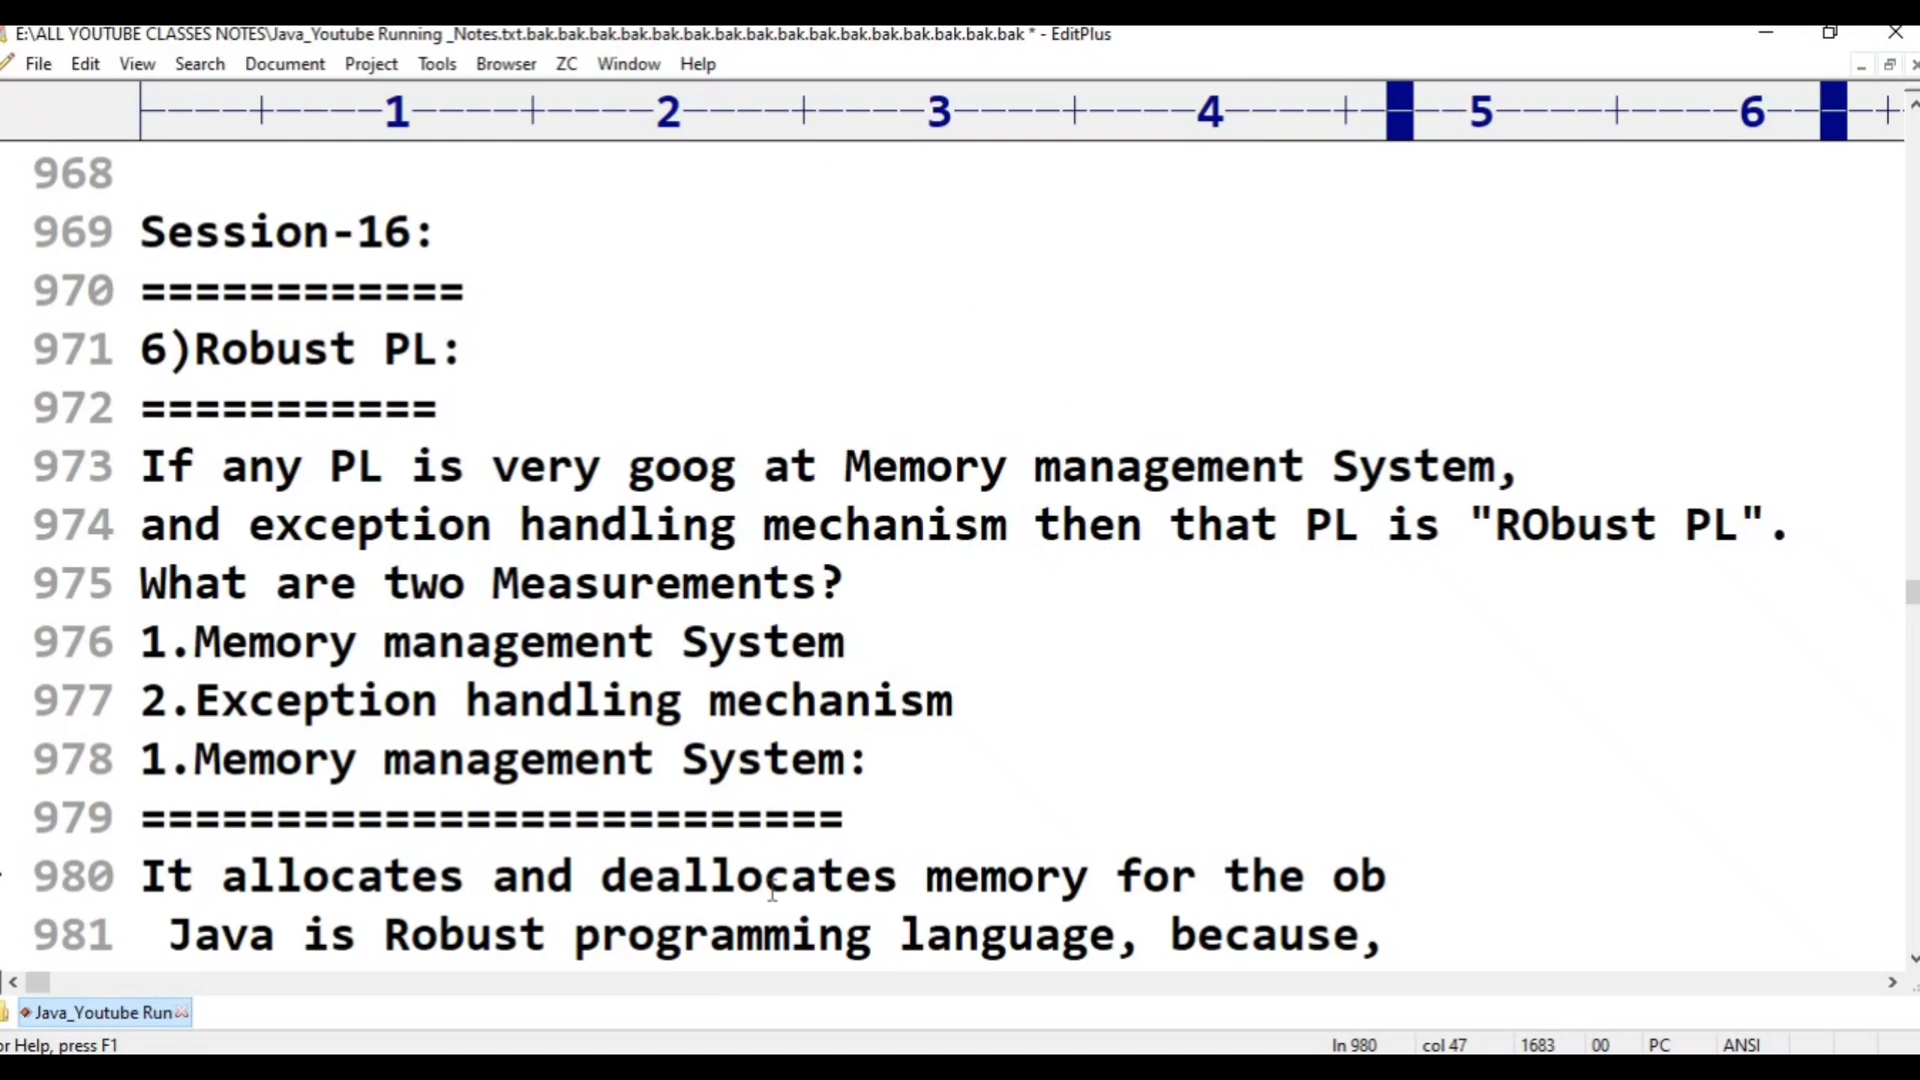 E:\ALL YOUTUBE CLASSES NOTES\Java_Youtube Running _Notes.txt.bak.bak.bak.bak.bak.bak.bak.bak.bak.bak.bak.bak.bak.bak.bak.bak * - EditPlus
File Edit View Search Document Project Tools Browser ZC Window Help
----+----1----+----2----+----3----+----4----+----5----+----6----+
968
969 Session-16:
970 ============
971 6)Robust PL:
972 ===========
973 If any PL is very goog at Memory management System,
974 and exception handling mechanism then that PL is "RObust PL".
975 What are two Measurements?
976 1.Memory management System
977 2.Exception handling mechanism
978 1.Memory management System:
979 ==========================
980 It allocates and deallocates memory for the ob
981  Java is Robust programming language, because,
Java_Youtube Run
or Help, press F1 ln 980 col 47 1683 00 PC ANSI